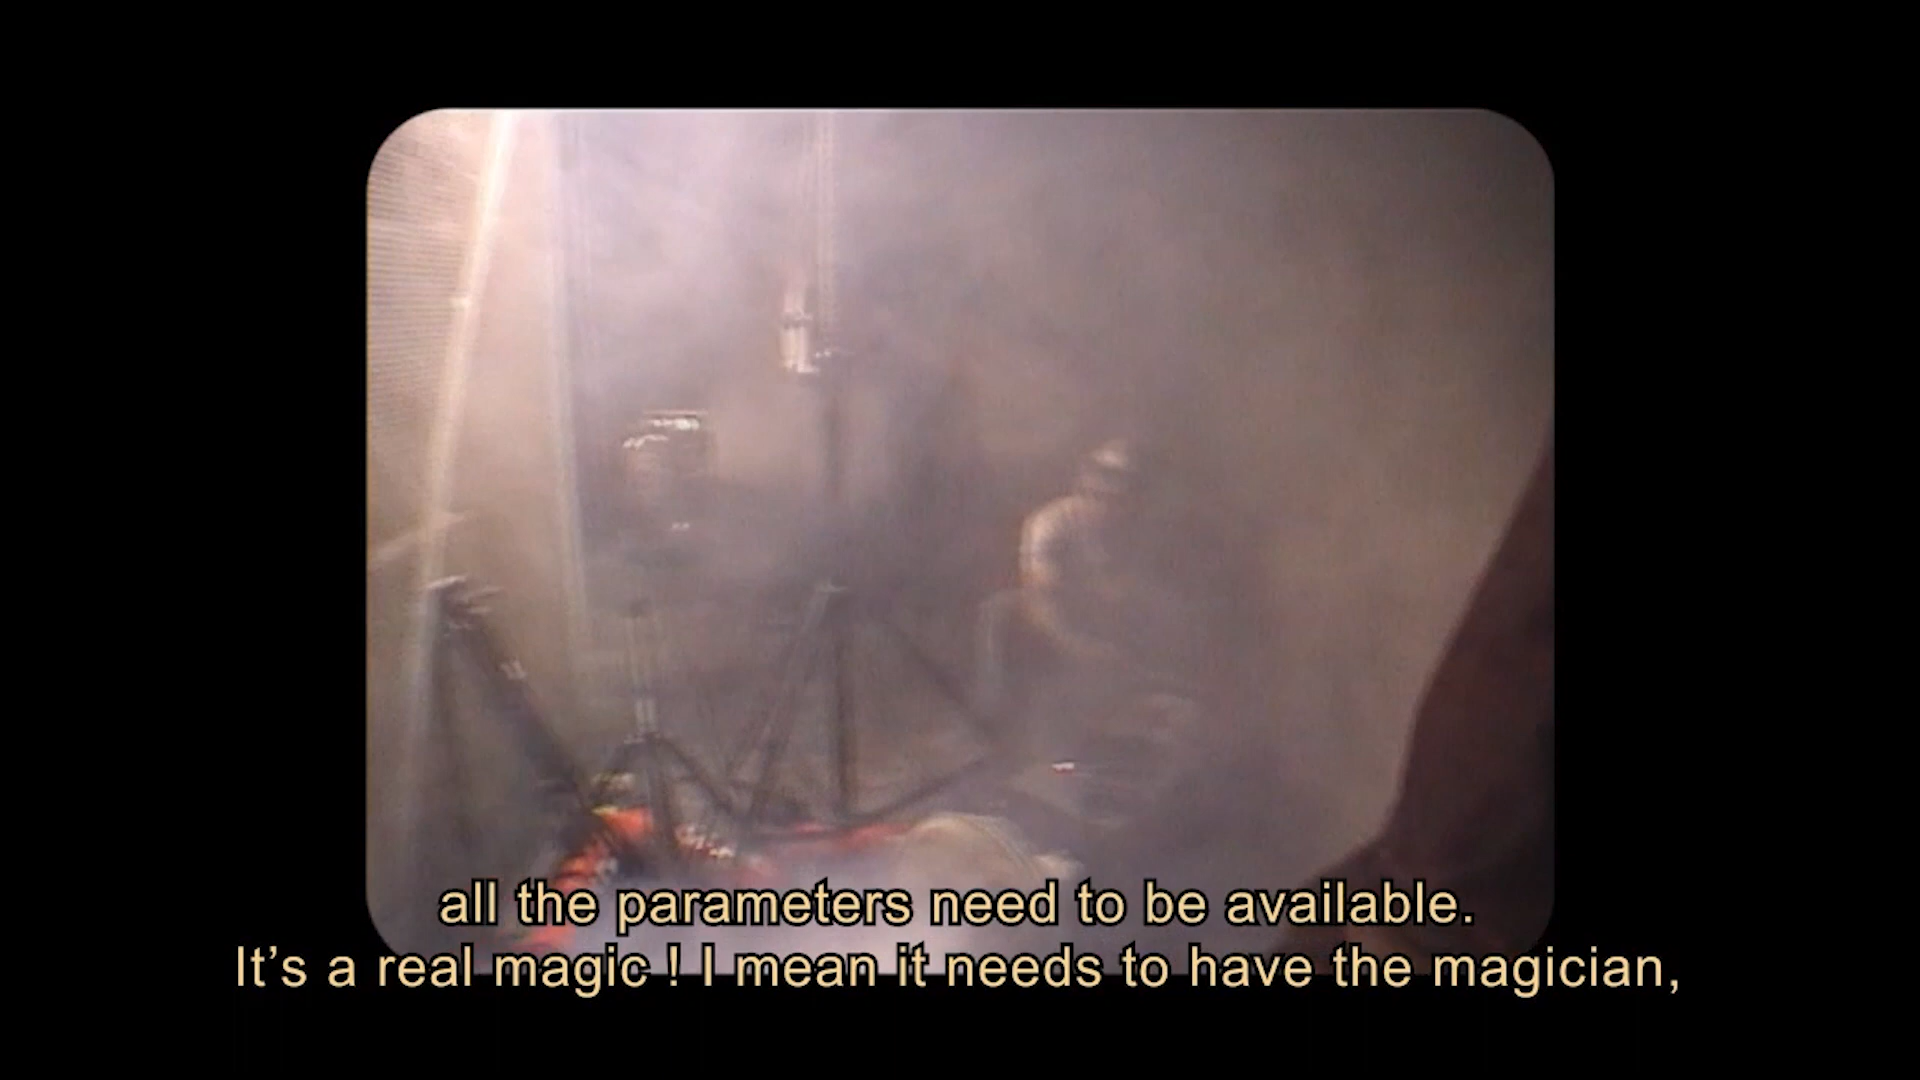 all the parameters need to be available.
It’s a real magic ! I mean it needs to have the magician,